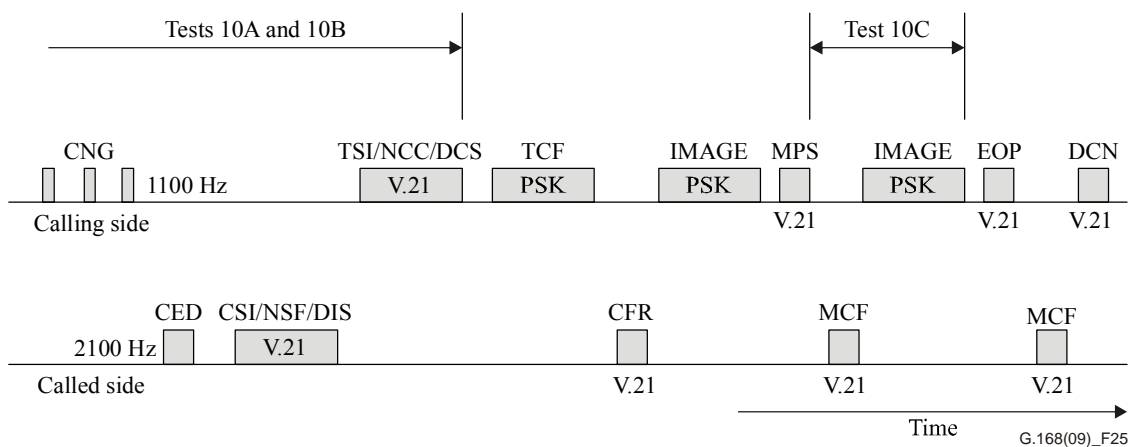 Tests 10A and 10B
Test 10C
CNG
TSI/NCC/DCS
TCF
IMAGE
MPS
IMAGE
EOP
DCN
1100 Hz
V.21
PSK
PSK
PSK
Calling side
V.21
V.21
V.21
CED
CSI/NSF/DIS
CFR
MCF
MCF
2100 Hz
V.21
Called side
V.21
V.21
V.21
Time
G.168(09)_F25